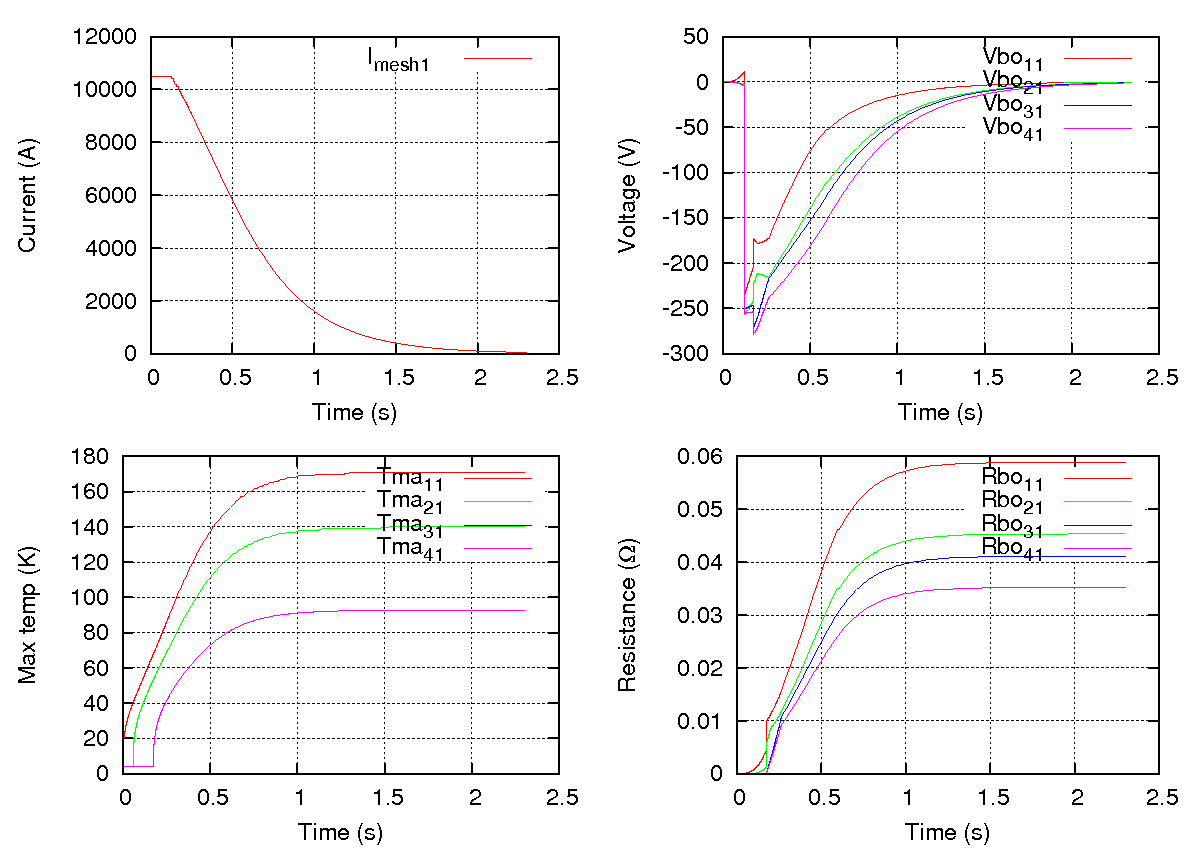 12000
10000
8000
6000
4000
2000
0
0 0.5 1 1.5 2 2.5
Current (A)
Time (s)
I_mesh1
50
0
-50
-100
-150
-200
-250
-300
0 0.5 1 1.5 2 2.5
Voltage (V)
Time (s)
Vbo_11
Vbo_21
Vbo_31
Vbo_41
180
160
140
120
100
80
60
40
20
0
0 0.5 1 1.5 2 2.5
Max temp (K)
Time (s)
Tma_11
Tma_21
Tma_31
Tma_41
0.06
0.05
0.04
0.03
0.02
0.01
0
0 0.5 1 1.5 2 2.5
Resistance (Ω)
Time (s)
Rbo_11
Rbo_21
Rbo_31
Rbo_41